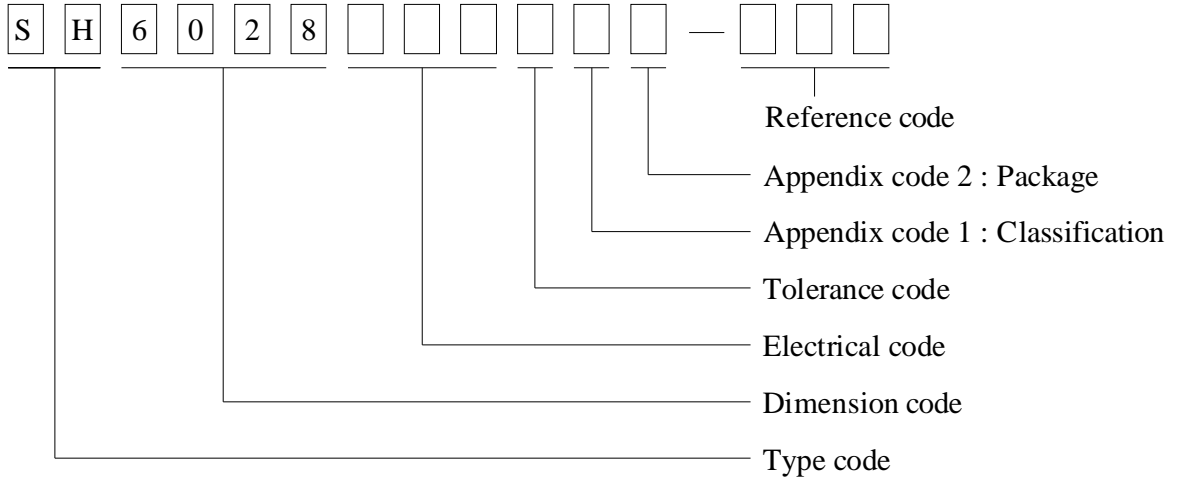 S H 6 0 2 8 —
Reference code
Appendix code 2 : Package
Appendix code 1 : Classification
Tolerance code
Electrical code
Dimension code
Type code